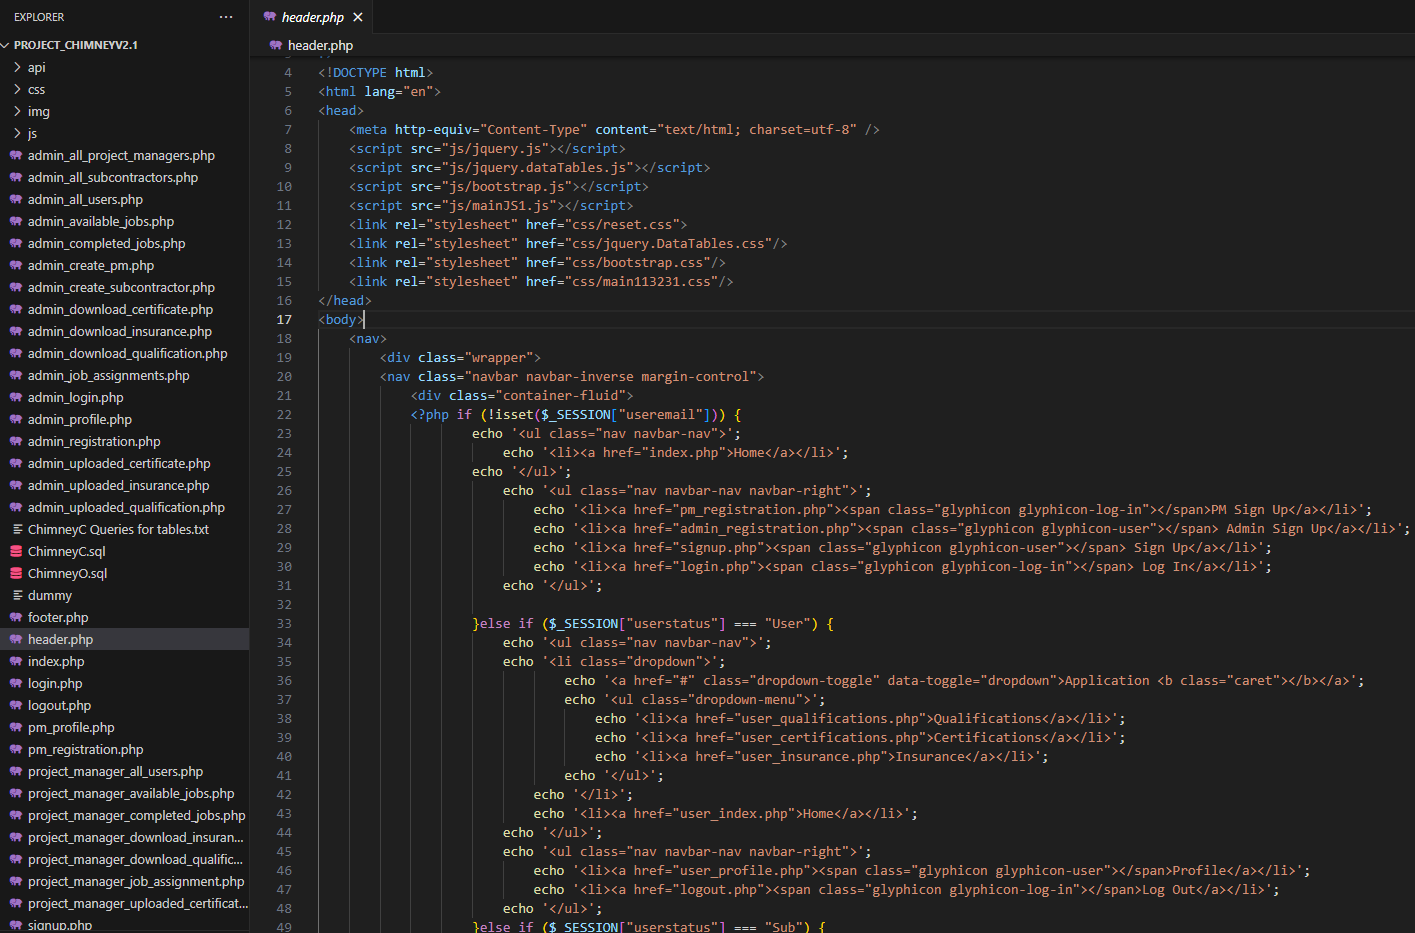 EXPLORER
PROJECT_CHIMNEYV2.1
api
css
img
js
admin_all_project_managers.php
admin_all_subcontractors.php
admin_all_users.php
admin_available_jobs.php
admin_completed_jobs.php
admin_create_pm.php
admin_create_subcontractor.php
admin_download_certificate.php
admin_download_insurance.php
admin_download_qualification.php
admin_job_assignments.php
admin_login.php
admin_profile.php
admin_registration.php
admin_uploaded_certificate.php
admin_uploaded_insurance.php
admin_uploaded_qualification.php
ChimneyC Queries for tables.txt
ChimneyC.sql
ChimneyO.sql
dummy
footer.php
header.php
index.php
login.php
logout.php
pm_profile.php
pm_registration.php
project_manager_all_users.php
project_manager_available_jobs.php
project_manager_completed_jobs.php
project_manager_download_insuran...
project_manager_download_qualific...
project_manager_job_assignment.php
project_manager_uploaded_certificat...
signup.php
header.php
header.php
4 <!DOCTYPE html>
5 <html lang="en">
6 <head>
7 <meta http-equiv="Content-Type" content="text/html; charset=utf-8" />
8 <script src="js/jquery.js"></script>
9 <script src="js/jquery.dataTables.js"></script>
10 <script src="js/bootstrap.js"></script>
11 <script src="js/mainJS1.js"></script>
12 <link rel="stylesheet" href="css/reset.css">
13 <link rel="stylesheet" href="css/jquery.DataTables.css"/>
14 <link rel="stylesheet" href="css/bootstrap.css"/>
15 <link rel="stylesheet" href="css/main113231.css"/>
16 </head>
17 <body>
18 <nav>
19 <div class="wrapper">
20 <nav class="navbar navbar-inverse margin-control">
21 <div class="container-fluid">
22 <?php if (!isset($_SESSION["useremail"])) {
23 echo '<ul class="nav navbar-nav">';
24 echo '<li><a href="index.php">Home</a></li>';
25 echo '</ul>';
26 echo '<ul class="nav navbar-nav navbar-right">';
27 echo '<li><a href="pm_registration.php"><span class="glyphicon glyphicon-log-in"></span>PM Sign Up</a></li>';
28 echo '<li><a href="admin_registration.php"><span class="glyphicon glyphicon-user"></span> Admin Sign Up</a></li>';
29 echo '<li><a href="signup.php"><span class="glyphicon glyphicon-user"></span> Sign Up</a></li>';
30 echo '<li><a href="login.php"><span class="glyphicon glyphicon-log-in"></span> Log In</a></li>';
31 echo '</ul>';
32
33 }else if ($_SESSION["userstatus"] === "User") {
34 echo '<ul class="nav navbar-nav">';
35 echo '<li class="dropdown">';
36 echo '<a href="#" class="dropdown-toggle" data-toggle="dropdown">Application <b class="caret"></b></a>';
37 echo '<ul class="dropdown-menu">';
38 echo '<li><a href="user_qualifications.php">Qualifications</a></li>';
39 echo '<li><a href="user_certifications.php">Certifications</a></li>';
40 echo '<li><a href="user_insurance.php">Insurance</a></li>';
41 echo '</ul>';
42 echo '</li>';
43 echo '<li><a href="user_index.php">Home</a></li>';
44 echo '</ul>';
45 echo '<ul class="nav navbar-nav navbar-right">';
46 echo '<li><a href="user_profile.php"><span class="glyphicon glyphicon-user"></span>Profile</a></li>';
47 echo '<li><a href="logout.php"><span class="glyphicon glyphicon-log-in"></span>Log Out</a></li>';
48 echo '</ul>';
49 }else if ($_SESSION["userstatus"] === "Sub") {